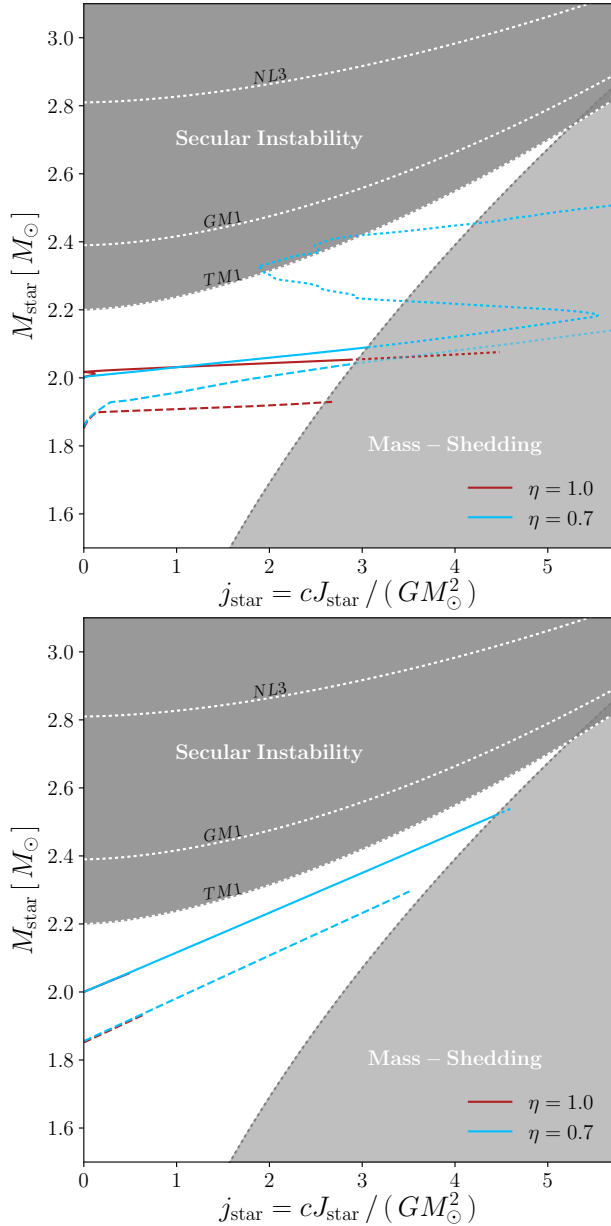 3.0
2.8
2.6
2.4
2.2
2.0
1.8
1.6
M_star [ M_⊙ ]
NL3
Secular Instability
GM1
TM1
Mass − Shedding
η = 1.0
η = 0.7
0 1 2 3 4 5
j_star = cJ_star / ( GM_⊙^2 )
3.0
2.8
2.6
2.4
2.2
2.0
1.8
1.6
M_star [ M_⊙ ]
NL3
Secular Instability
GM1
TM1
Mass − Shedding
η = 1.0
η = 0.7
0 1 2 3 4 5
j_star = cJ_star / ( GM_⊙^2 )